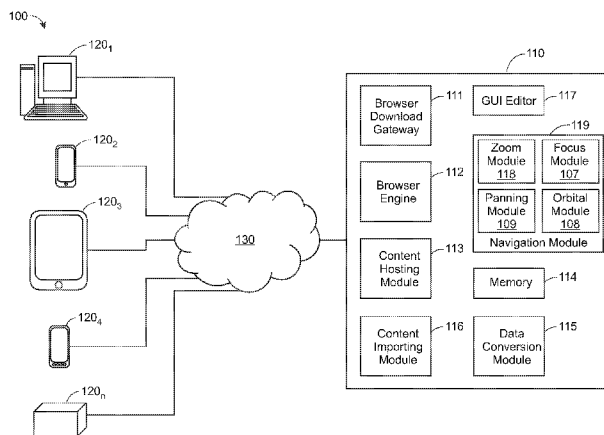 100
120₁
120₂
120₃
120₄
120ₙ
130
110
Browser
Download
Gateway
111
Browser
Engine
112
Content
Hosting
Module
113
Content
Importing
Module
116
GUI Editor
117
119
Zoom
Module
118
Focus
Module
107
Panning
Module
109
Orbital
Module
108
Navigation Module
Memory
114
Data
Conversion
Module
115